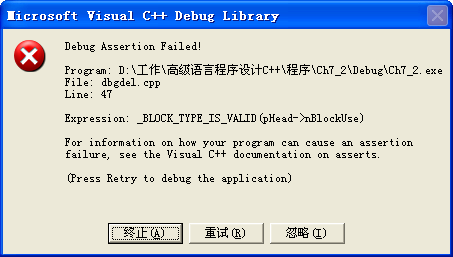 Microsoft Visual C++ Debug Library
Debug Assertion Failed!
Program: D:\工作\高级语言程序设计C++\程序\Ch7_2\Debug\Ch7_2.exe
File: dbgdel.cpp
Line: 47
Expression: _BLOCK_TYPE_IS_VALID(pHead->nBlockUse)
For information on how your program can cause an assertion
failure, see the Visual C++ documentation on asserts.
(Press Retry to debug the application)
终止(A) 重试(R) 忽略(I)